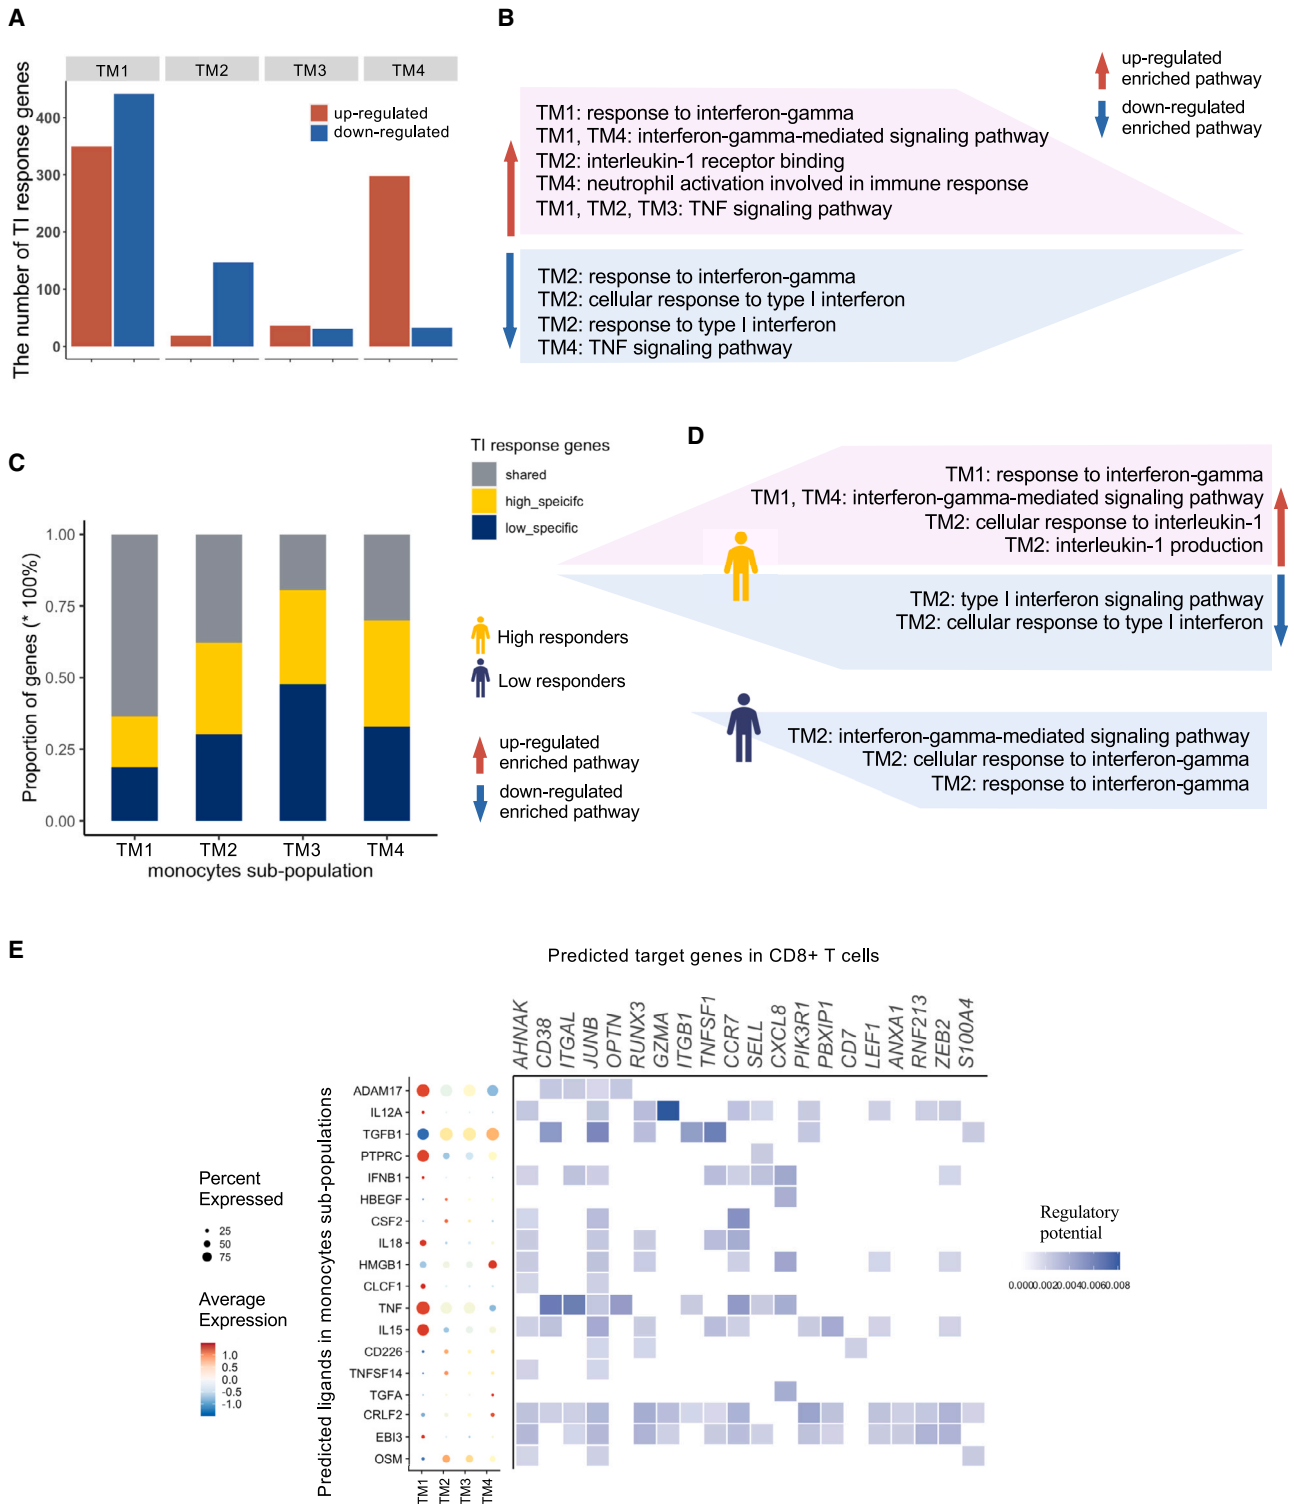 A
TM1 TM2 TM3 TM4
up-regulated
down-regulated
The number of TI response genes
400
300
200
100
0
B
up-regulated
enriched pathway
down-regulated
enriched pathway
TM1: response to interferon-gamma
TM1, TM4: interferon-gamma-mediated signaling pathway
TM2: interleukin-1 receptor binding
TM4: neutrophil activation involved in immune response
TM1, TM2, TM3: TNF signaling pathway
TM2: response to interferon-gamma
TM2: cellular response to type I interferon
TM2: response to type I interferon
TM4: TNF signaling pathway
C
TI response genes
shared
high_speicifc
low_specific
Proportion of genes (* 100%)
1.00
0.75
0.50
0.25
0.00
TM1 TM2 TM3 TM4
monocytes sub-population
High responders
Low responders
up-regulated
enriched pathway
down-regulated
enriched pathway
D
TM1: response to interferon-gamma
TM1, TM4: interferon-gamma-mediated signaling pathway
TM2: cellular response to interleukin-1
TM2: interleukin-1 production
TM2: type I interferon signaling pathway
TM2: cellular response to type I interferon
TM2: interferon-gamma-mediated signaling pathway
TM2: cellular response to interferon-gamma
TM2: response to interferon-gamma
E
Predicted target genes in CD8+ T cells
AHNAK CD38 ITGAL JUNB OPTN RUNX3 GZMA ITGB1 TNFSF1 CCR7 SELL CXCL8 PIK3R1 PBXIP1 CD7 LEF1 ANXA1 RNF213 ZEB2 S100A4
Predicted ligands in monocytes sub-populations
ADAM17
IL12A
TGFB1
PTPRC
IFNB1
HBEGF
CSF2
IL18
HMGB1
CLCF1
TNF
IL15
CD226
TNFSF14
TGFA
CRLF2
EBI3
OSM
TM1 TM2 TM3 TM4
Percent
Expressed
25
50
75
Average
Expression
1.0
0.5
0.0
-0.5
-1.0
Regulatory
potential
0.000 0.002 0.004 0.006 0.008